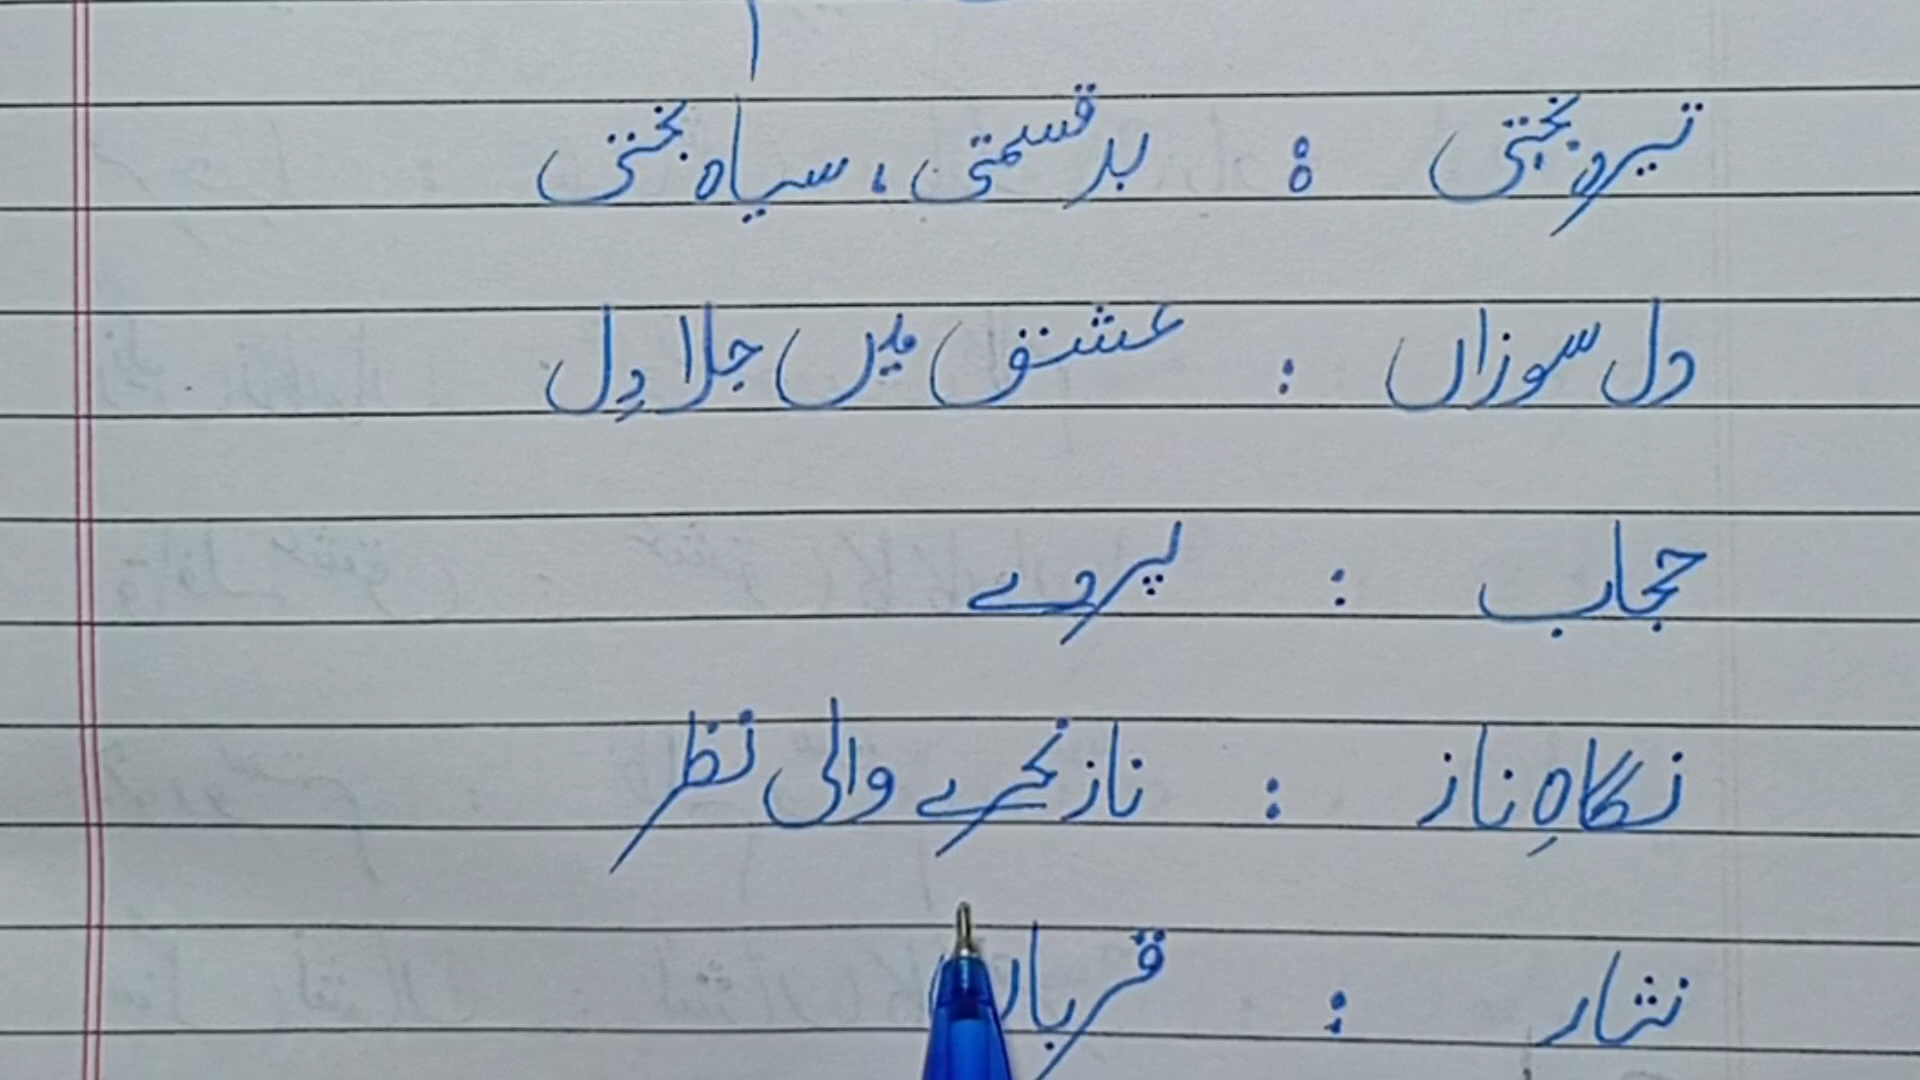 تیرہ بختی : بدقسمتی، سیاہ بختی
دل سوزاں : عشق میں جلا دِل
حجاب : پردے
نگاہِ ناز : ناز نخرے والی نظر
نثار : قربان